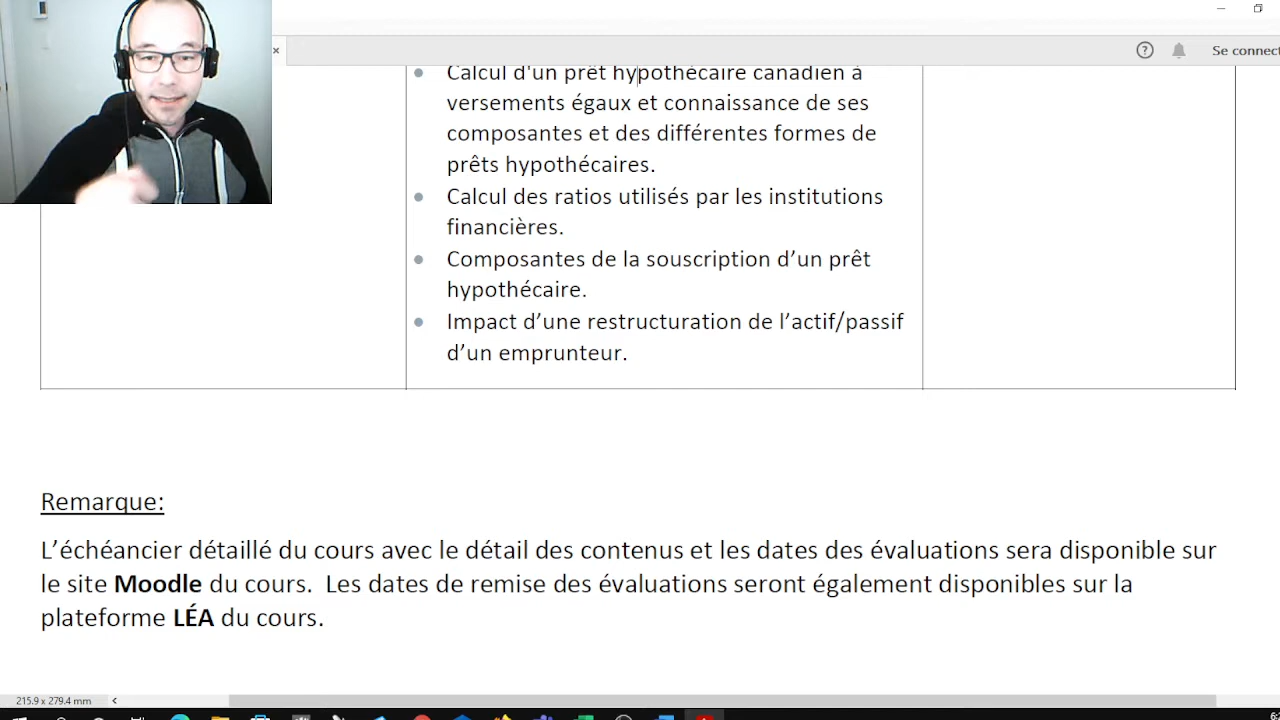 Se connect
Calcul d'un prêt hypothécaire canadien à
versements égaux et connaissance de ses
composantes et des différentes formes de
prêts hypothécaires.
Calcul des ratios utilisés par les institutions
financières.
Composantes de la souscription d’un prêt
hypothécaire.
Impact d’une restructuration de l’actif/passif
d’un emprunteur.
Remarque:
L’échéancier détaillé du cours avec le détail des contenus et les dates des évaluations sera disponible sur
le site Moodle du cours. Les dates de remise des évaluations seront également disponibles sur la
plateforme LÉA du cours.
215.9 x 279.4 mm